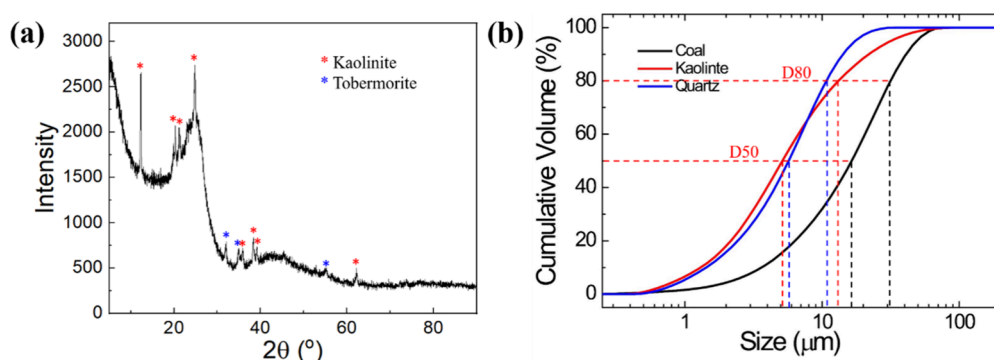 (a)
3000
2500
2000
1500
1000
500
0
Intensity
* Kaolinite
* Tobermorite
20 40 60 80
2θ (°)
(b)
100
80
60
40
20
0
Cumulative Volume (%)
Coal
Kaolinte
Quartz
D80
D50
1 10 100
Size (μm)